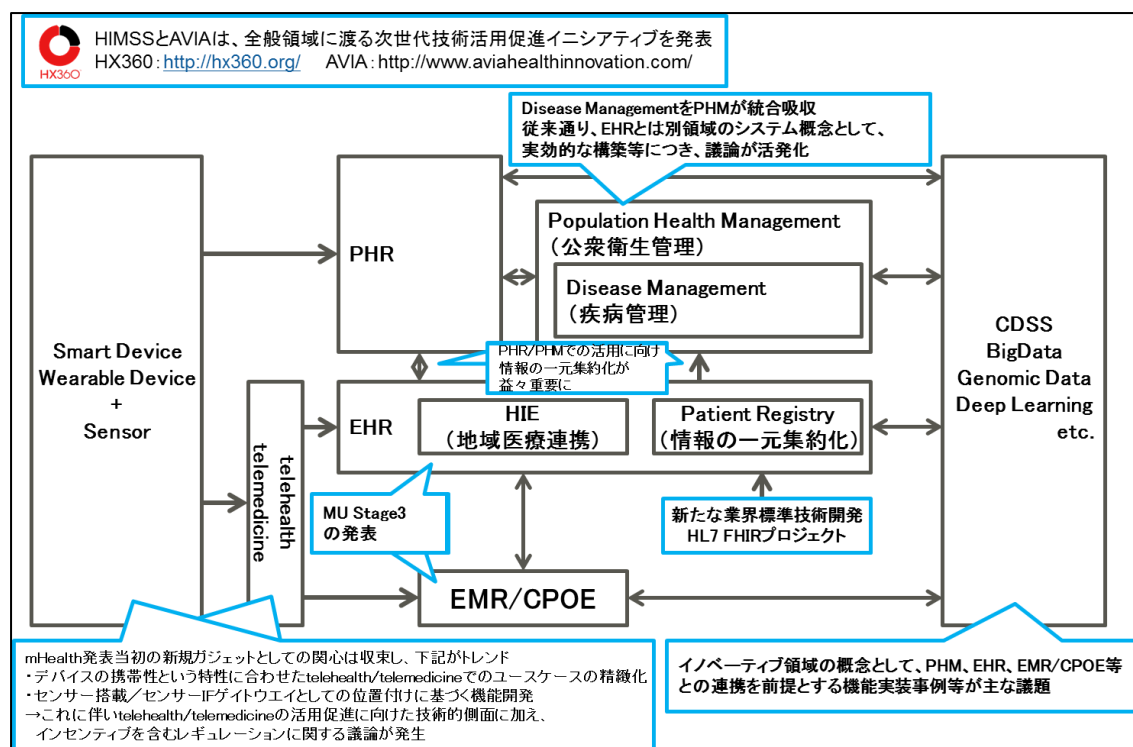 HX360
HIMSSとAVIAは、全般領域に渡る次世代技術活用促進イニシアティブを発表
HX360：http://hx360.org/　AVIA：http://www.aviahealthinnovation.com/
Disease ManagementをPHMが統合吸収
従来通り、EHRとは別領域のシステム概念として、
実効的な構築等につき、議論が活発化
Smart Device
Wearable Device
+
Sensor
telehealth
telemedicine
PHR
Population Health Management
（公衆衛生管理）
Disease Management
（疾病管理）
PHR/PHMでの活用に向け
情報の一元集約化が
益々重要に
EHR
HIE
（地域医療連携）
Patient Registry
（情報の一元集約化）
MU Stage3
の発表
新たな業界標準技術開発
HL7 FHIRプロジェクト
EMR/CPOE
CDSS
BigData
Genomic Data
Deep Learning
etc.
mHealth発表当初の新規ガジェットとしての関心は収束し、下記がトレンド
・デバイスの携帯性という特性に合わせたtelehealth/telemedicineでのユースケースの精緻化
・センサー搭載／センサーIFゲイトウエイとしての位置付けに基づく機能開発
→これに伴いtelehealth/telemedicineの活用促進に向けた技術的側面に加え、
インセンティブを含むレギュレーションに関する議論が発生
イノベーティブ領域の概念として、PHM、EHR、EMR/CPOE等
との連携を前提とする機能実装事例等が主な議題